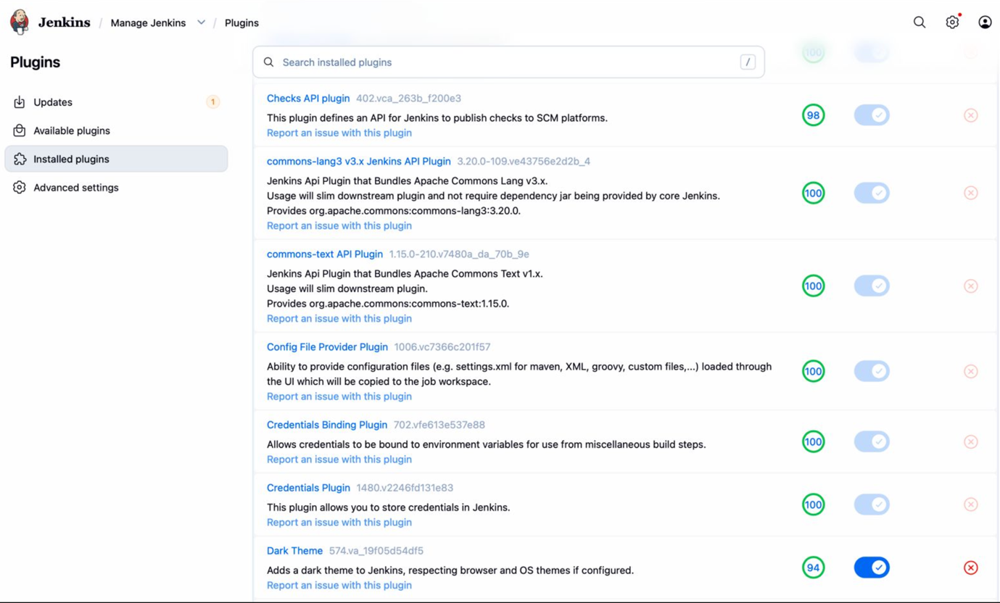 Jenkins / Manage Jenkins / Plugins
Plugins
Updates 1
Available plugins
Installed plugins
Advanced settings
Search installed plugins /
100
Checks API plugin 402.vca_263b_f200e3
This plugin defines an API for Jenkins to publish checks to SCM platforms.
Report an issue with this plugin
98
commons-lang3 v3.x Jenkins API Plugin 3.20.0-109.ve43756e2d2b_4
Jenkins Api Plugin that Bundles Apache Commons Lang v3.x.
Usage will slim downstream plugin and not require dependency jar being provided by core Jenkins.
Provides org.apache.commons:commons-lang3:3.20.0.
Report an issue with this plugin
100
commons-text API Plugin 1.15.0-210.v7480a_da_70b_9e
Jenkins Api Plugin that Bundles Apache Commons Text v1.x.
Usage will slim downstream plugin.
Provides org.apache.commons:commons-text:1.15.0.
Report an issue with this plugin
100
Config File Provider Plugin 1006.vc7366c201f57
Ability to provide configuration files (e.g. settings.xml for maven, XML, groovy, custom files,...) loaded through
the UI which will be copied to the job workspace.
Report an issue with this plugin
100
Credentials Binding Plugin 702.vfe613e537e88
Allows credentials to be bound to environment variables for use from miscellaneous build steps.
Report an issue with this plugin
100
Credentials Plugin 1480.v2246fd131e83
This plugin allows you to store credentials in Jenkins.
Report an issue with this plugin
100
Dark Theme 574.va_19f05d54df5
Adds a dark theme to Jenkins, respecting browser and OS themes if configured.
Report an issue with this plugin
94